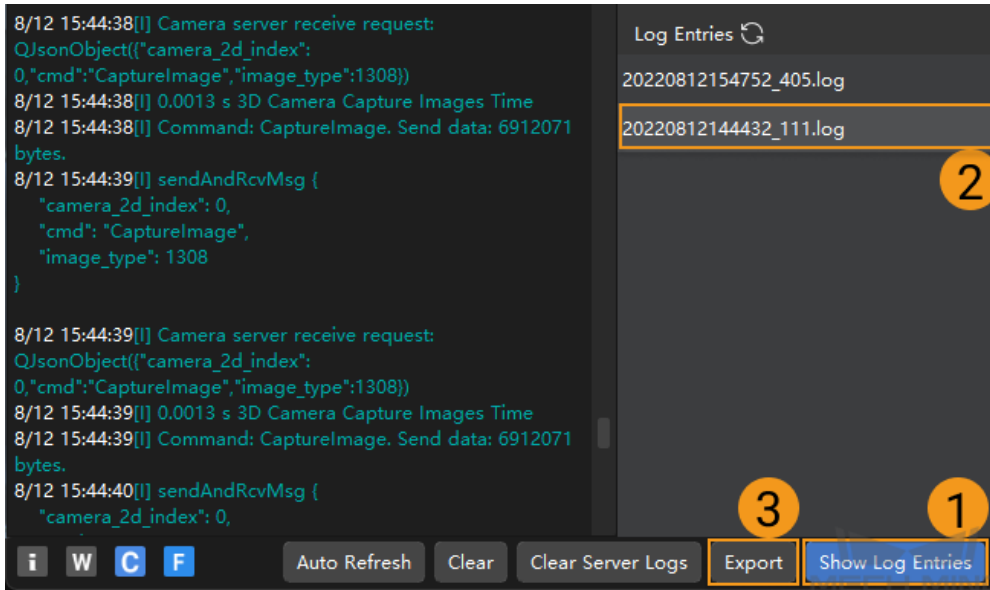 8/12 15:44:38[I] Camera server receive request:
QJsonObject({"camera_2d_index":
0,"cmd":"CaptureImage","image_type":1308})
8/12 15:44:38[I] 0.0013 s 3D Camera Capture Images Time
8/12 15:44:38[I] Command: CaptureImage. Send data: 6912071
bytes.
8/12 15:44:39[I] sendAndRcvMsg {
"camera_2d_index": 0,
"cmd": "CaptureImage",
"image_type": 1308
}
8/12 15:44:39[I] Camera server receive request:
QJsonObject({"camera_2d_index":
0,"cmd":"CaptureImage","image_type":1308})
8/12 15:44:39[I] 0.0013 s 3D Camera Capture Images Time
8/12 15:44:39[I] Command: CaptureImage. Send data: 6912071
bytes.
8/12 15:44:40[I] sendAndRcvMsg {
"camera_2d_index": 0,
Log Entries
20220812154752_405.log
20220812144432_111.log
2
3
1
i W C F Auto Refresh Clear Clear Server Logs Export Show Log Entries